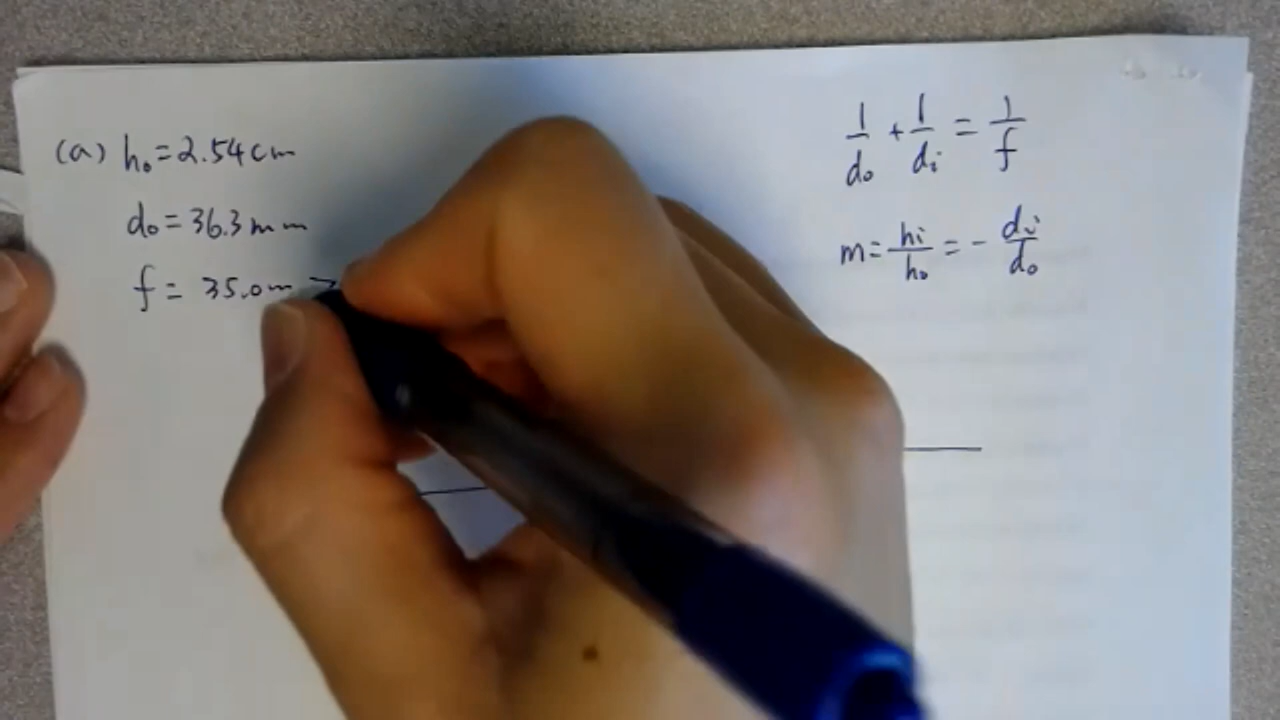 (a) h₀ = 2.54 cm
d₀ = 36.3 mm
f = 35.0 m
1/d₀ + 1/dᵢ = 1/f
m = hᵢ/h₀ = - dᵢ/d₀